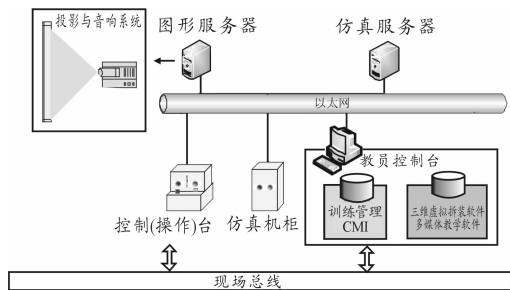 投影与音响系统
图形服务器
仿真服务器
以太网
教员控制台
控制(操作)台
仿真机柜
训练管理
CMI
三维虚拟拆装软件
多媒体教学软件
现场总线